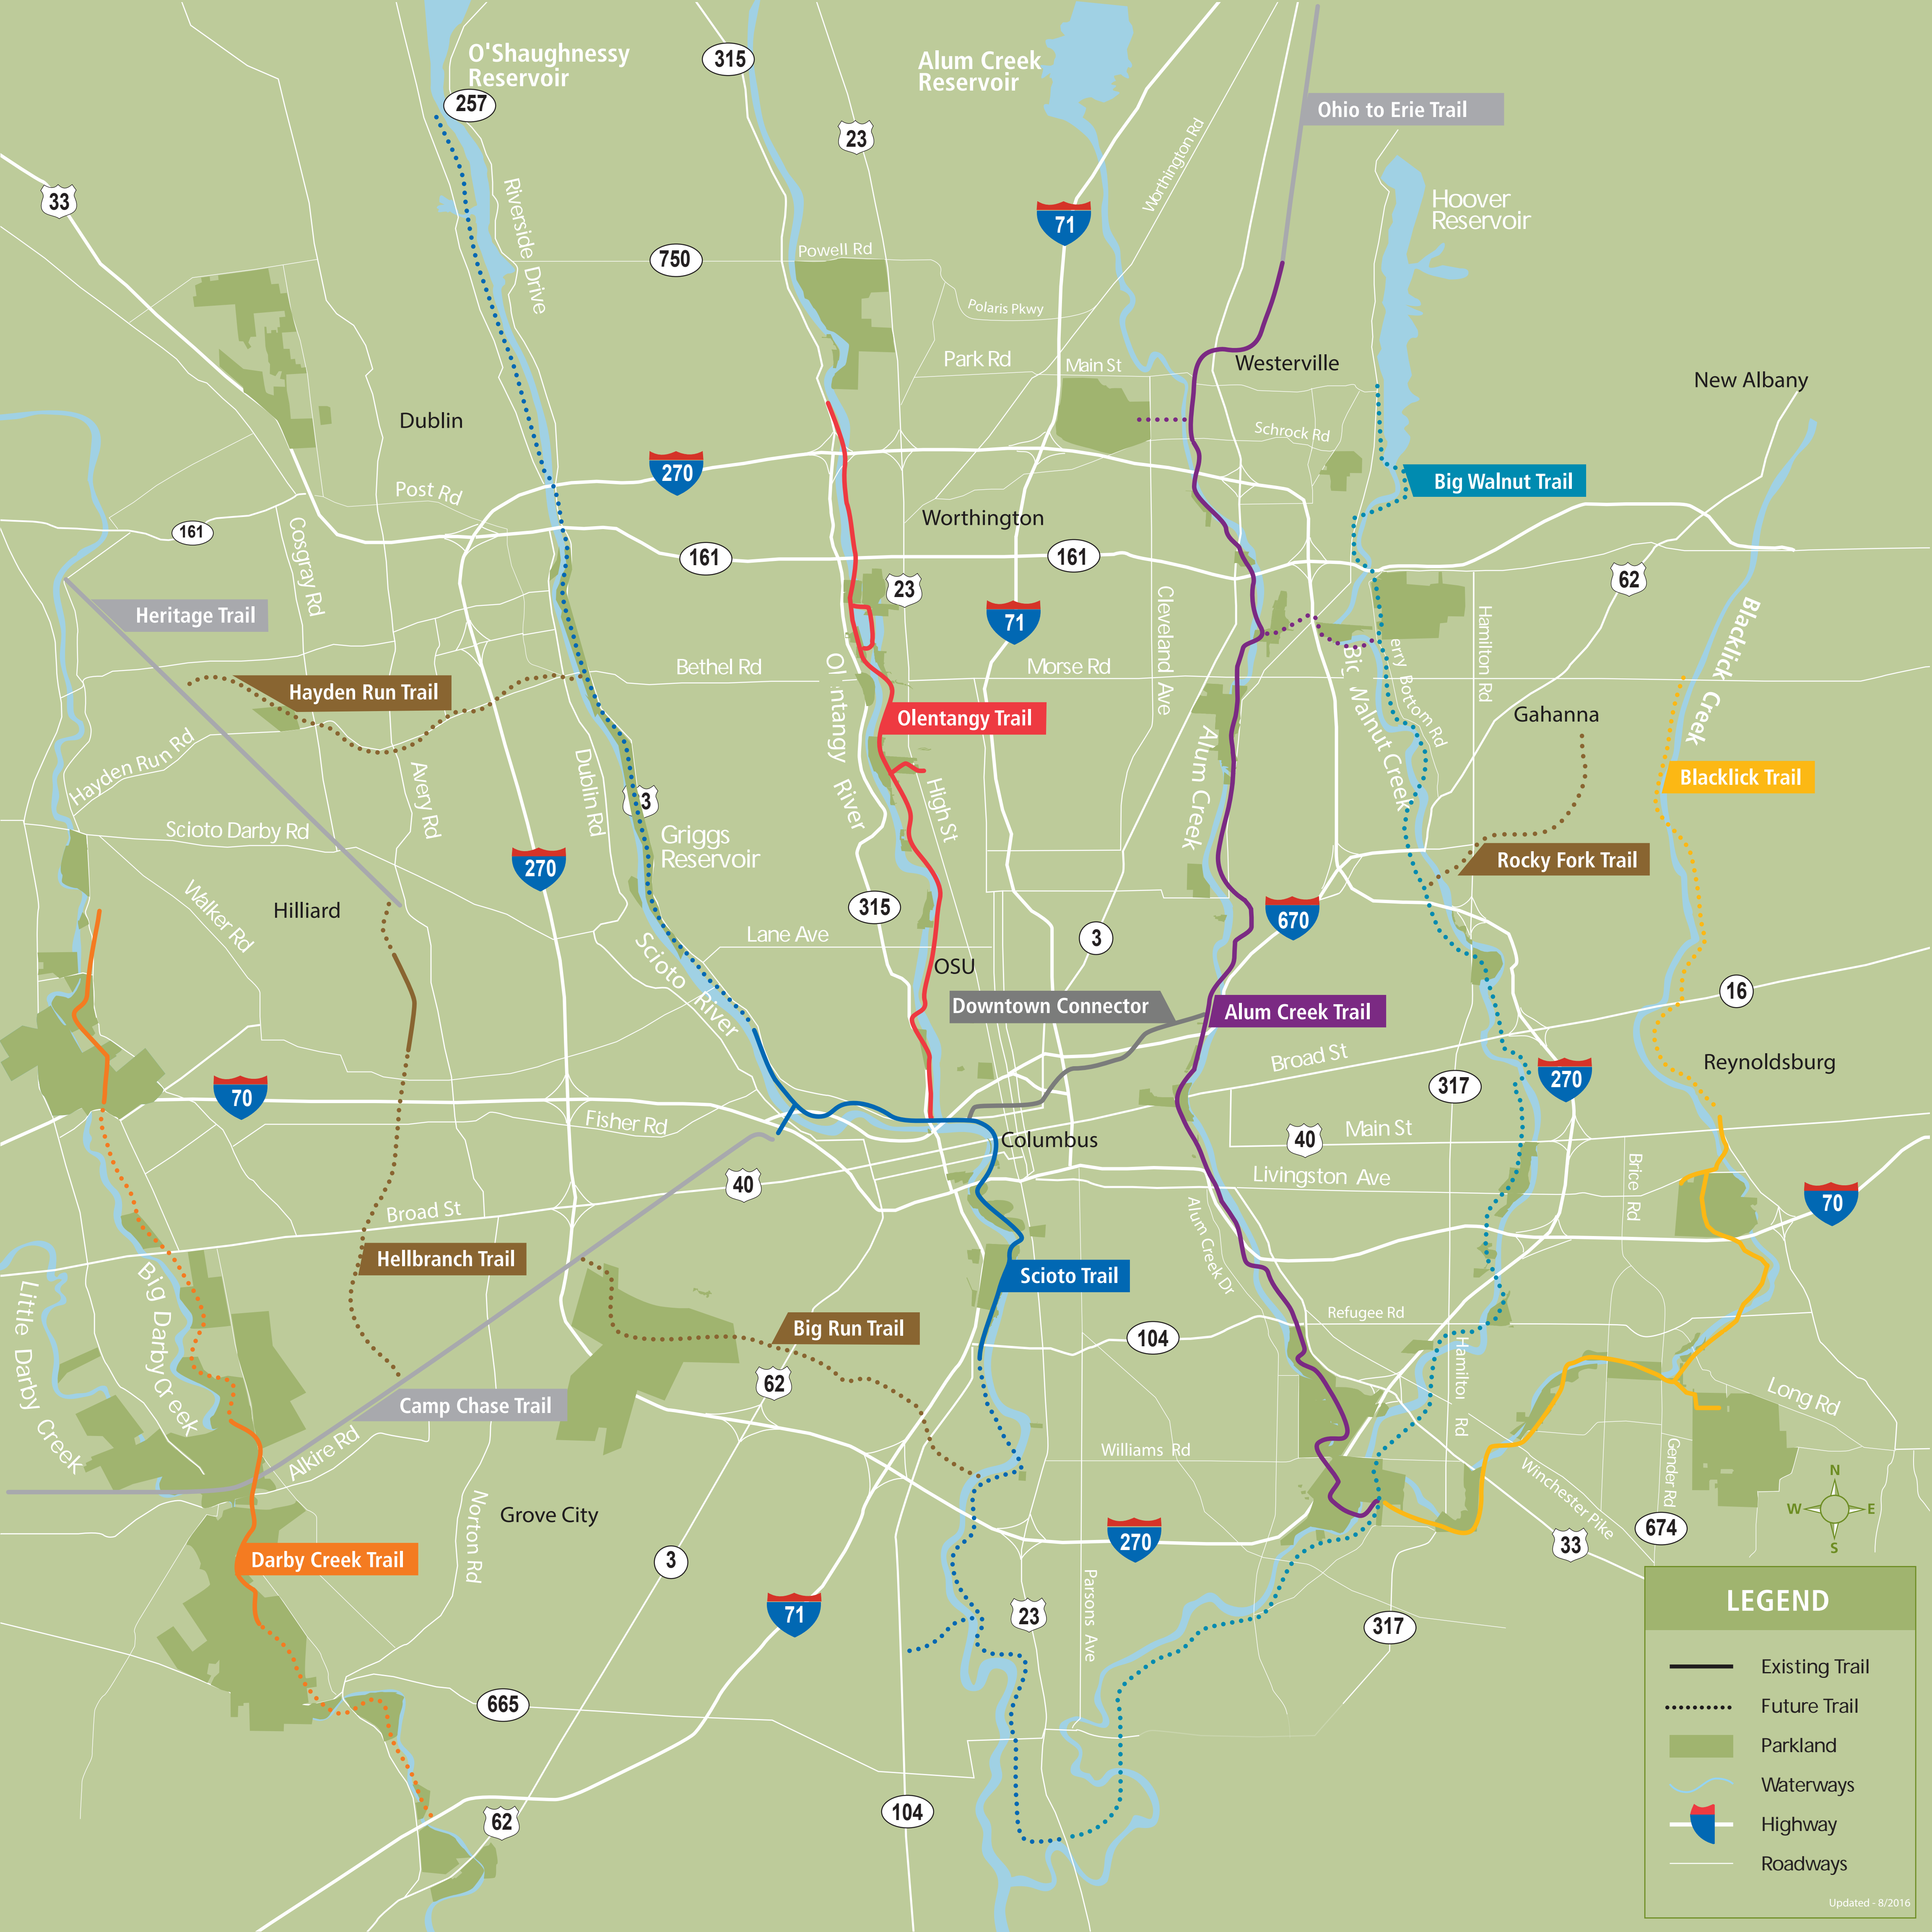 O'Shaughnessy
Reservoir
257
315
23
Alum Creek
Reservoir
Ohio to Erie Trail
33
Riverside Drive
750
Powell Rd
71
Worthington Rd
Hoover
Reservoir
Polaris Pkwy
Park Rd
Main St
Westerville
New Albany
Dublin
Schrock Rd
270
Big Walnut Trail
Post Rd
161
Cosgray Rd
161
Worthington
161
62
23
71
Heritage Trail
Cleveland Ave
Hamilton Rd
Blacklick Creek
Bethel Rd
Morse Rd
erry Bottom Rd
Walnut Creek
Hayden Run Trail
Olentangy Trail
River
Gahanna
Hayden Run Rd
Avery Rd
Dublin Rd
3
High St
Alum Creek
Blacklick Trail
Scioto Darby Rd
Griggs
Reservoir
270
Rocky Fork Trail
Walker Rd
Hilliard
315
670
Lane Ave
3
Scioto River
OSU
16
Downtown Connector
Alum Creek Trail
Broad St
Reynoldsburg
70
317
270
Fisher Rd
Columbus
40
Main St
40
Livingston Ave
Brice Rd
70
Broad St
Alum Creek Dr
Hellbranch Trail
Scioto Trail
Little Darby Creek
Big Darby Creek
Big Run Trail
104
Refugee Rd
Hamilton Rd
62
Camp Chase Trail
Long Rd
Alkire Rd
Williams Rd
Gender Rd
Winchester Pike
Norton Rd
Grove City
270
33
674
N
W E
S
Darby Creek Trail
3
71
23
Parsons Ave
317
665
62
104
LEGEND
Existing Trail
Future Trail
Parkland
Waterways
Highway
Roadways
Updated - 8/2016